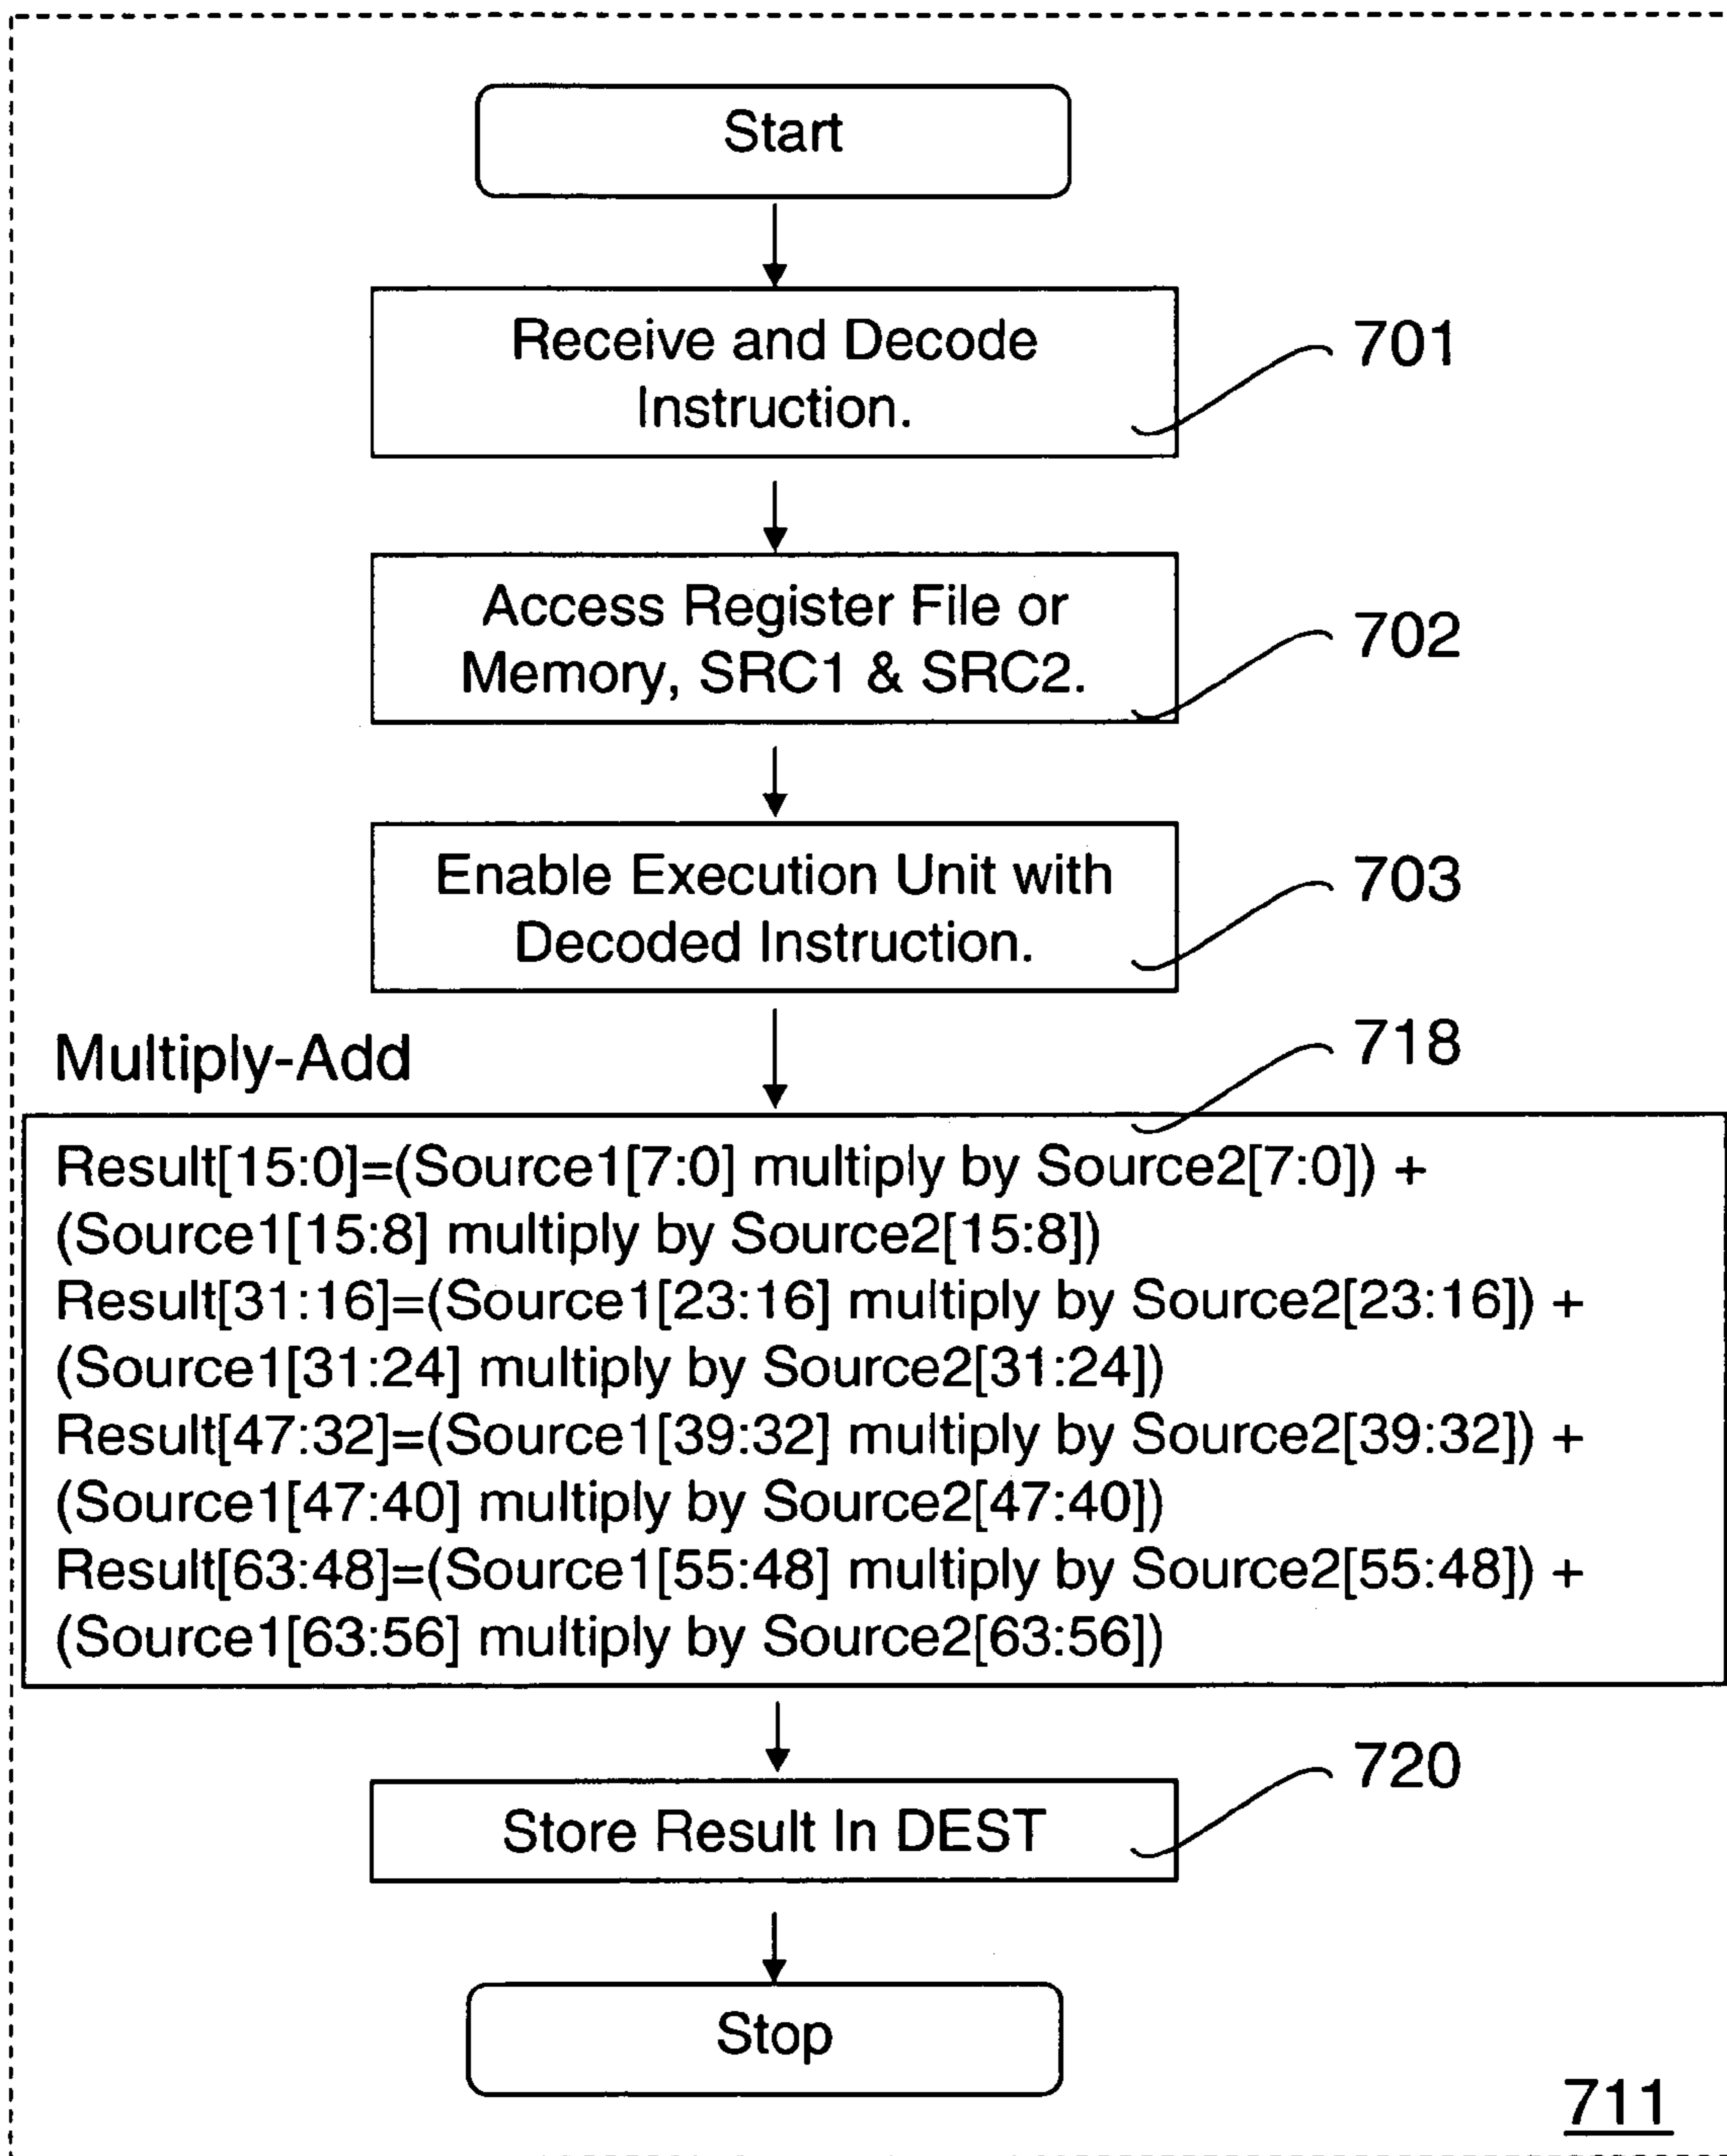 Start
Receive and Decode
Instruction.
701
Access Register File or
Memory, SRC1 & SRC2.
702
Enable Execution Unit with
Decoded Instruction.
703
Multiply-Add
718
Result[15:0]=(Source1[7:0] multiply by Source2[7:0]) +
(Source1[15:8] multiply by Source2[15:8])
Result[31:16]=(Source1[23:16] multiply by Source2[23:16]) +
(Source1[31:24] multiply by Source2[31:24])
Result[47:32]=(Source1[39:32] multiply by Source2[39:32]) +
(Source1[47:40] multiply by Source2[47:40])
Result[63:48]=(Source1[55:48] multiply by Source2[55:48]) +
(Source1[63:56] multiply by Source2[63:56])
720
Store Result In DEST
Stop
711